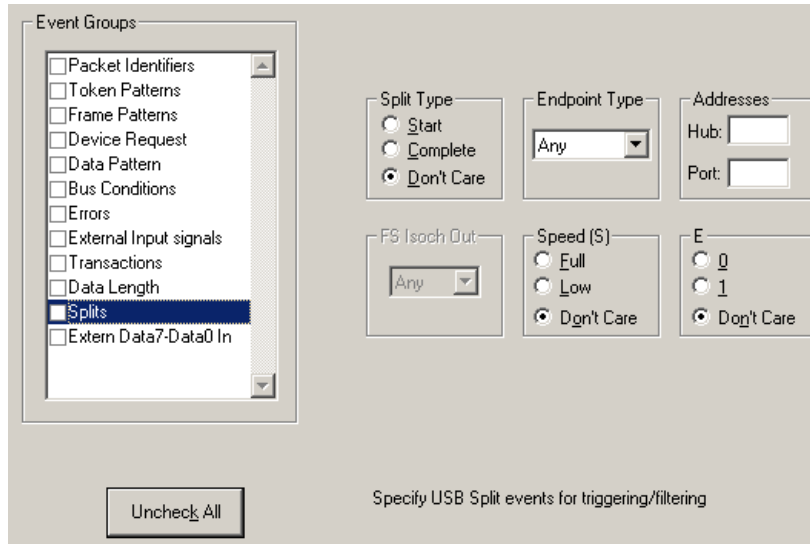 Event Groups
Packet Identifiers
Token Patterns
Frame Patterns
Device Request
Data Pattern
Bus Conditions
Errors
External Input signals
Transactions
Data Length
Splits
Extern Data7-Data0 In
Uncheck All
Split Type
Start
Complete
Don't Care
Endpoint Type
Any
Addresses
Hub:
Port:
FS Isoch Out
Any
Speed (S)
Full
Low
Don't Care
E
0
1
Don't Care
Specify USB Split events for triggering/filtering